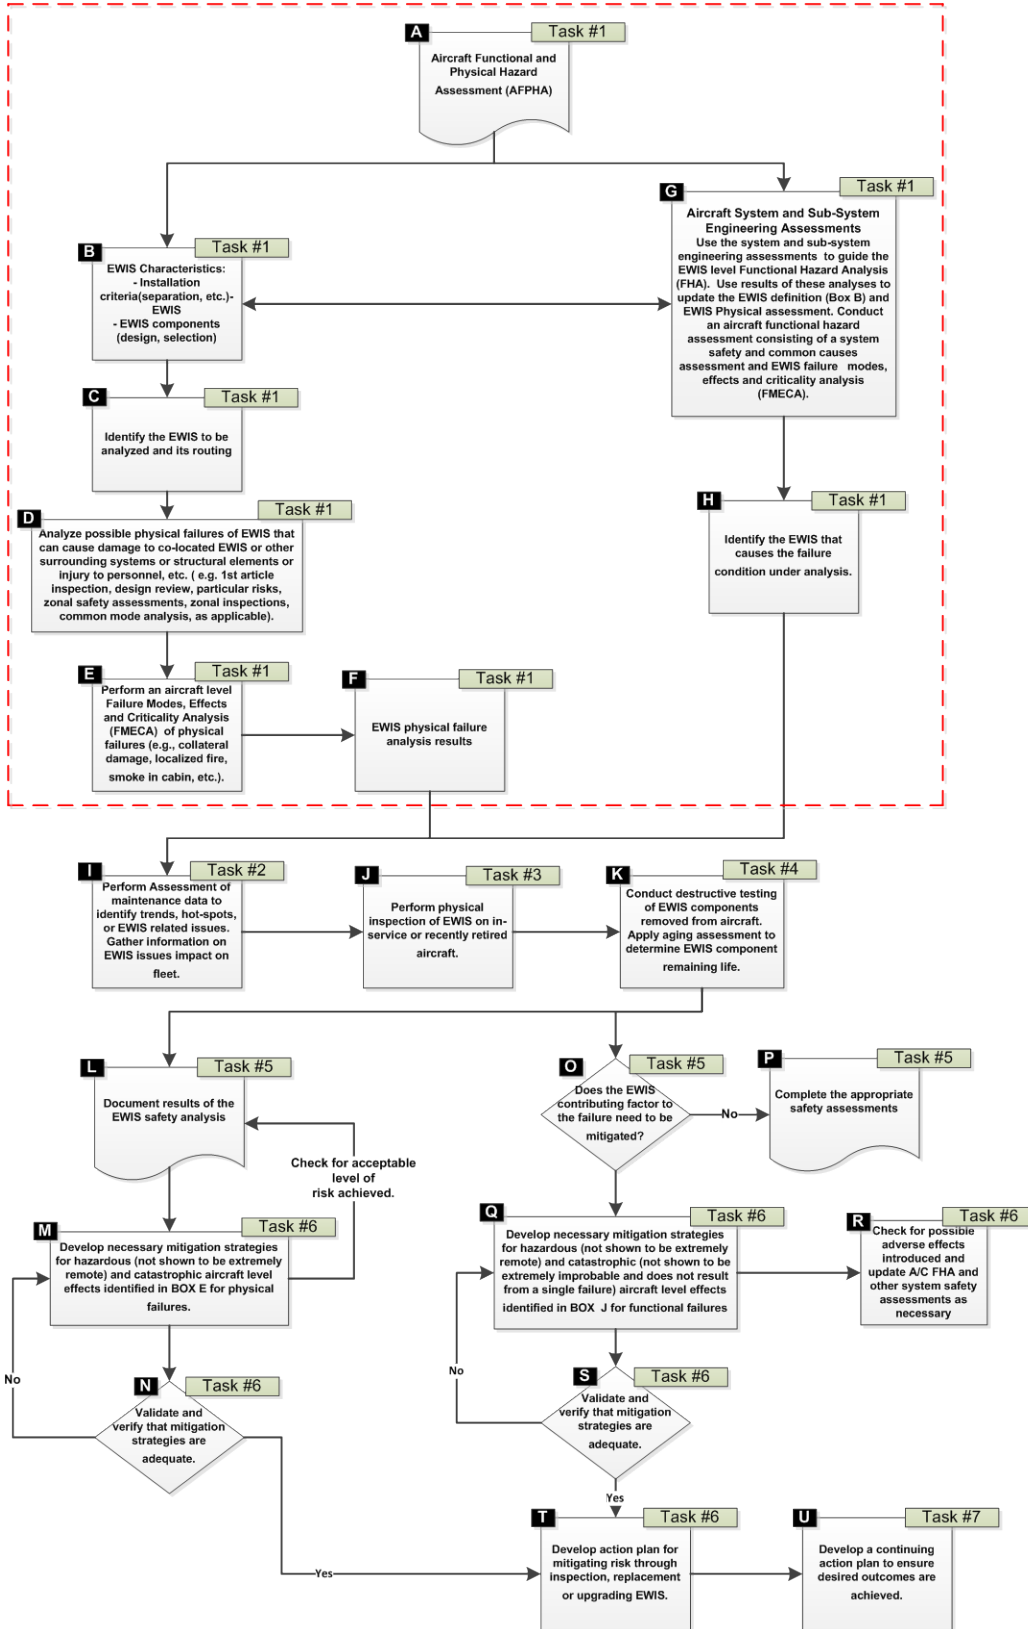 A
Task #1
Aircraft Functional and
Physical Hazard
Assessment (AFPHA)
G
Task #1
Aircraft System and Sub-System
Engineering Assessments
Use the system and sub-system
engineering assessments to guide the
EWIS level Functional Hazard Analysis
(FHA). Use results of these analyses to
update the EWIS definition (Box B) and
EWIS Physical assessment. Conduct
an aircraft functional hazard
assessment consisting of a system
safety and common causes
assessment and EWIS failure modes,
effects and criticality analysis
(FMECA).
B
Task #1
EWIS Characteristics:
- Installation
criteria(separation, etc.)-
EWIS
- EWIS components
(design, selection)
C
Task #1
Identify the EWIS to be
analyzed and its routing
D
Task #1
Analyze possible physical failures of EWIS that
can cause damage to co-located EWIS or other
surrounding systems or structural elements or
injury to personnel, etc. ( e.g. 1st article
inspection, design review, particular risks,
zonal safety assessments, zonal inspections,
common mode analysis, as applicable).
H
Task #1
Identify the EWIS that
causes the failure
condition under analysis.
E
Task #1
Perform an aircraft level
Failure Modes, Effects
and Criticality Analysis
(FMECA) of physical
failures (e.g., collateral
damage, localized fire,
smoke in cabin, etc.).
F
Task #1
EWIS physical failure
analysis results
I
Task #2
Perform Assessment of
maintenance data to
identify trends, hot-spots,
or EWIS related issues.
Gather information on
EWIS issues impact on
fleet.
J
Task #3
Perform physical
inspection of EWIS on in-
service or recently retired
aircraft.
K
Task #4
Conduct destructive testing
of EWIS components
removed from aircraft.
Apply aging assessment to
determine EWIS component
remaining life.
L
Task #5
Document results of the
EWIS safety analysis
O
Task #5
Does the EWIS
contributing factor to
the failure need to be
mitigated?
No
P
Task #5
Complete the appropriate
safety assessments
Check for acceptable
level of
risk achieved.
M
Task #6
Develop necessary mitigation strategies
for hazardous (not shown to be extremely
remote) and catastrophic aircraft level
effects identified in BOX E for physical
failures.
Q
Task #6
Develop necessary mitigation strategies
for hazardous (not shown to be extremely
remote) and catastrophic (not shown to be
extremely improbable and does not result
from a single failure) aircraft level effects
identified in BOX J for functional failures
R
Task #6
Check for possible
adverse effects
introduced and
update A/C FHA and
other system safety
assessments as
necessary
No
N
Task #6
Validate and
verify that mitigation
strategies are
adequate.
No
S
Task #6
Validate and
verify that mitigation
strategies are
adequate.
Yes
Yes
T
Task #6
Develop action plan for
mitigating risk through
inspection, replacement
or upgrading EWIS.
U
Task #7
Develop a continuing
action plan to ensure
desired outcomes are
achieved.